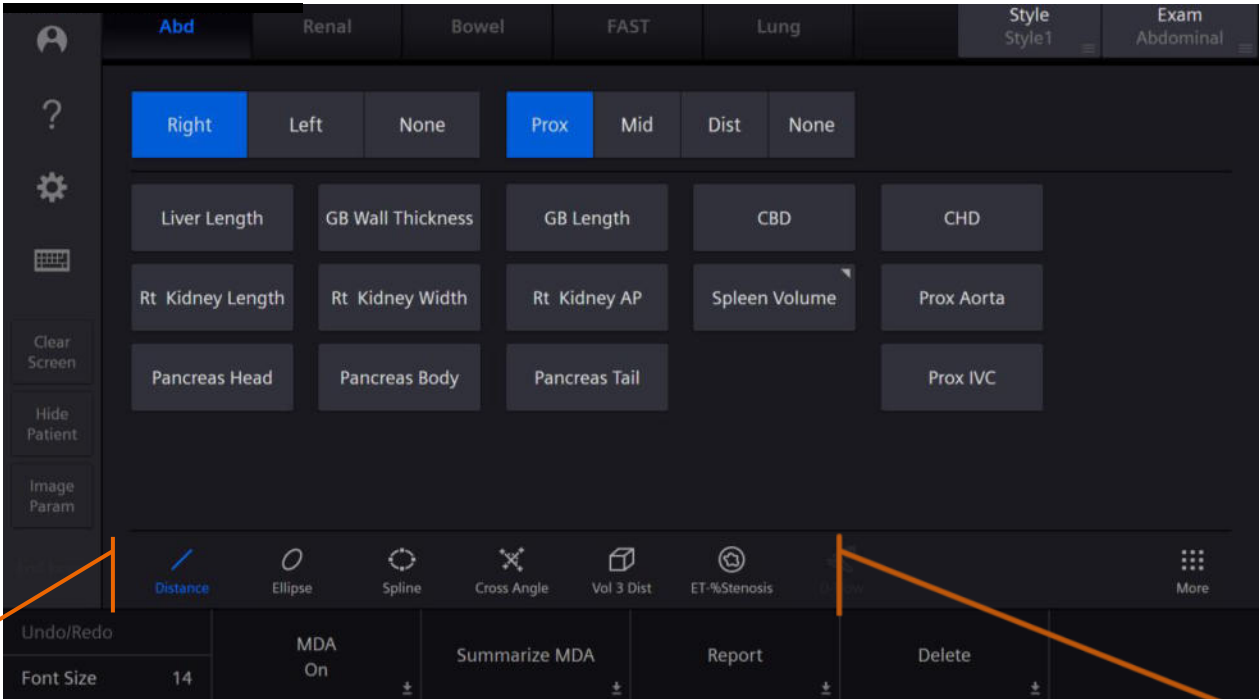 Abd Renal Bowel FAST Lung Style Exam
Style1 Abdominal
Right Left None Prox Mid Dist None
Liver Length GB Wall Thickness GB Length CBD CHD
Rt Kidney Length Rt Kidney Width Rt Kidney AP Spleen Volume Prox Aorta
Clear
Screen
Pancreas Head Pancreas Body Pancreas Tail Prox IVC
Hide
Patient
Image
Param
Distance Ellipse Spline Cross Angle Vol 3 Dist ET-%Stenosis More
Undo/Redo
MDA
On
Summarize MDA Report Delete
Font Size 14